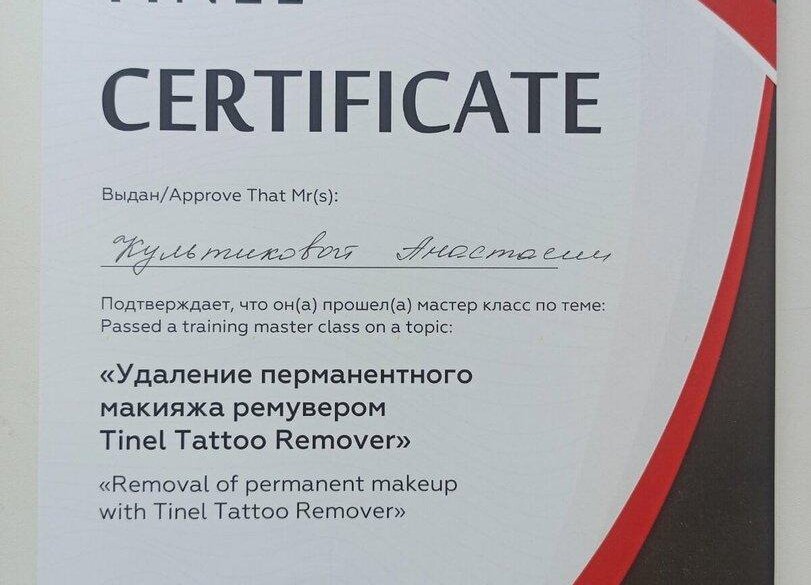 TINEL
CERTIFICATE
Выдан/Approve That Mr(s):
Культиковой Анастасии
Подтверждает, что он(а) прошел(а) мастер класс по теме:
Passed a training master class on a topic:
«Удаление перманентного
макияжа ремувером
Tinel Tattoo Remover»
«Removal of permanent makeup
with Tinel Tattoo Remover»